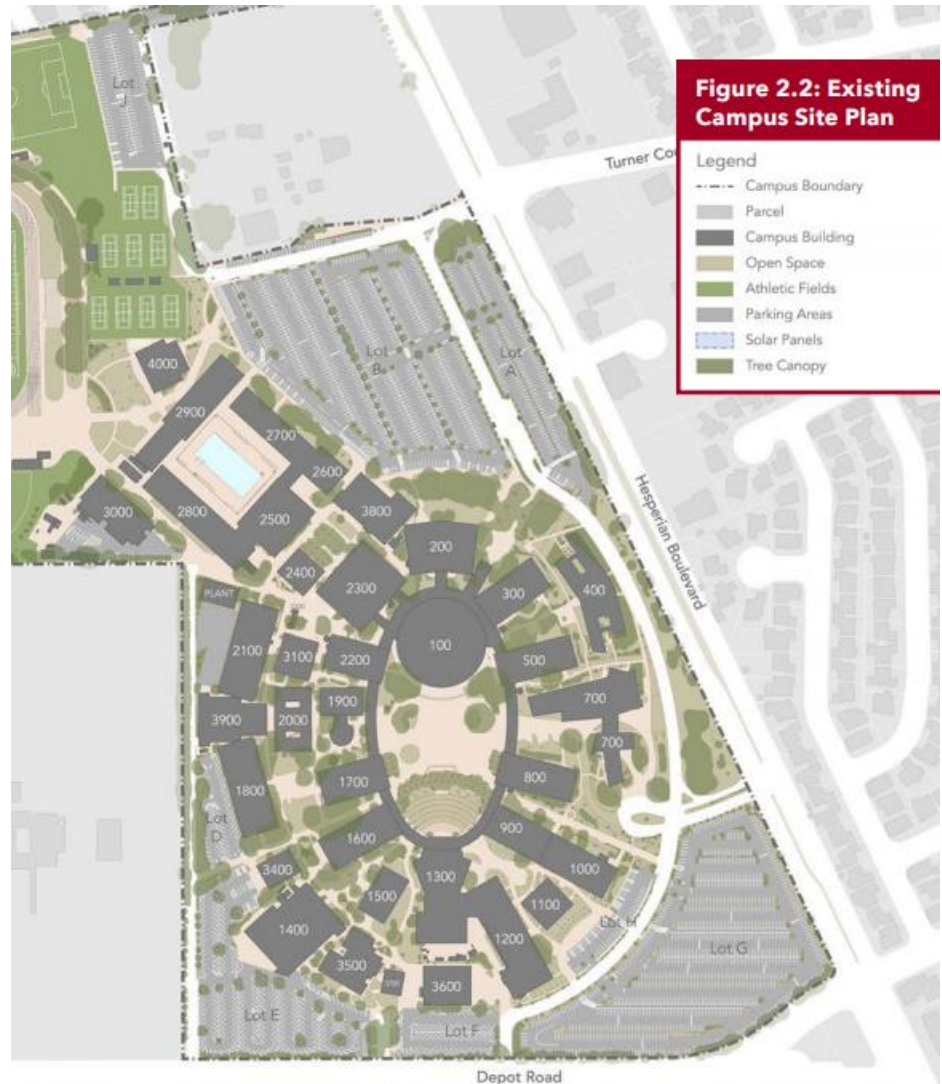 Figure 2.2: Existing
Campus Site Plan
Legend
Campus Boundary
Parcel
Campus Building
Open Space
Athletic Fields
Parking Areas
Solar Panels
Tree Canopy
Lot
J
Turner
Lot
B
Lot
A
Hesperian Boulevard
4000
2900
2700
2600
3800
3000
2800
2500
200
2400
2300
300
400
PLANT
100
2100
3100
2200
500
1900
700
3900
2000
700
1800
1700
800
Lot
D
1600
900
3400
1300
1000
1500
1100
1400
1200
Lot H
3500
Lot G
3600
Lot E
Lot F
Depot Road